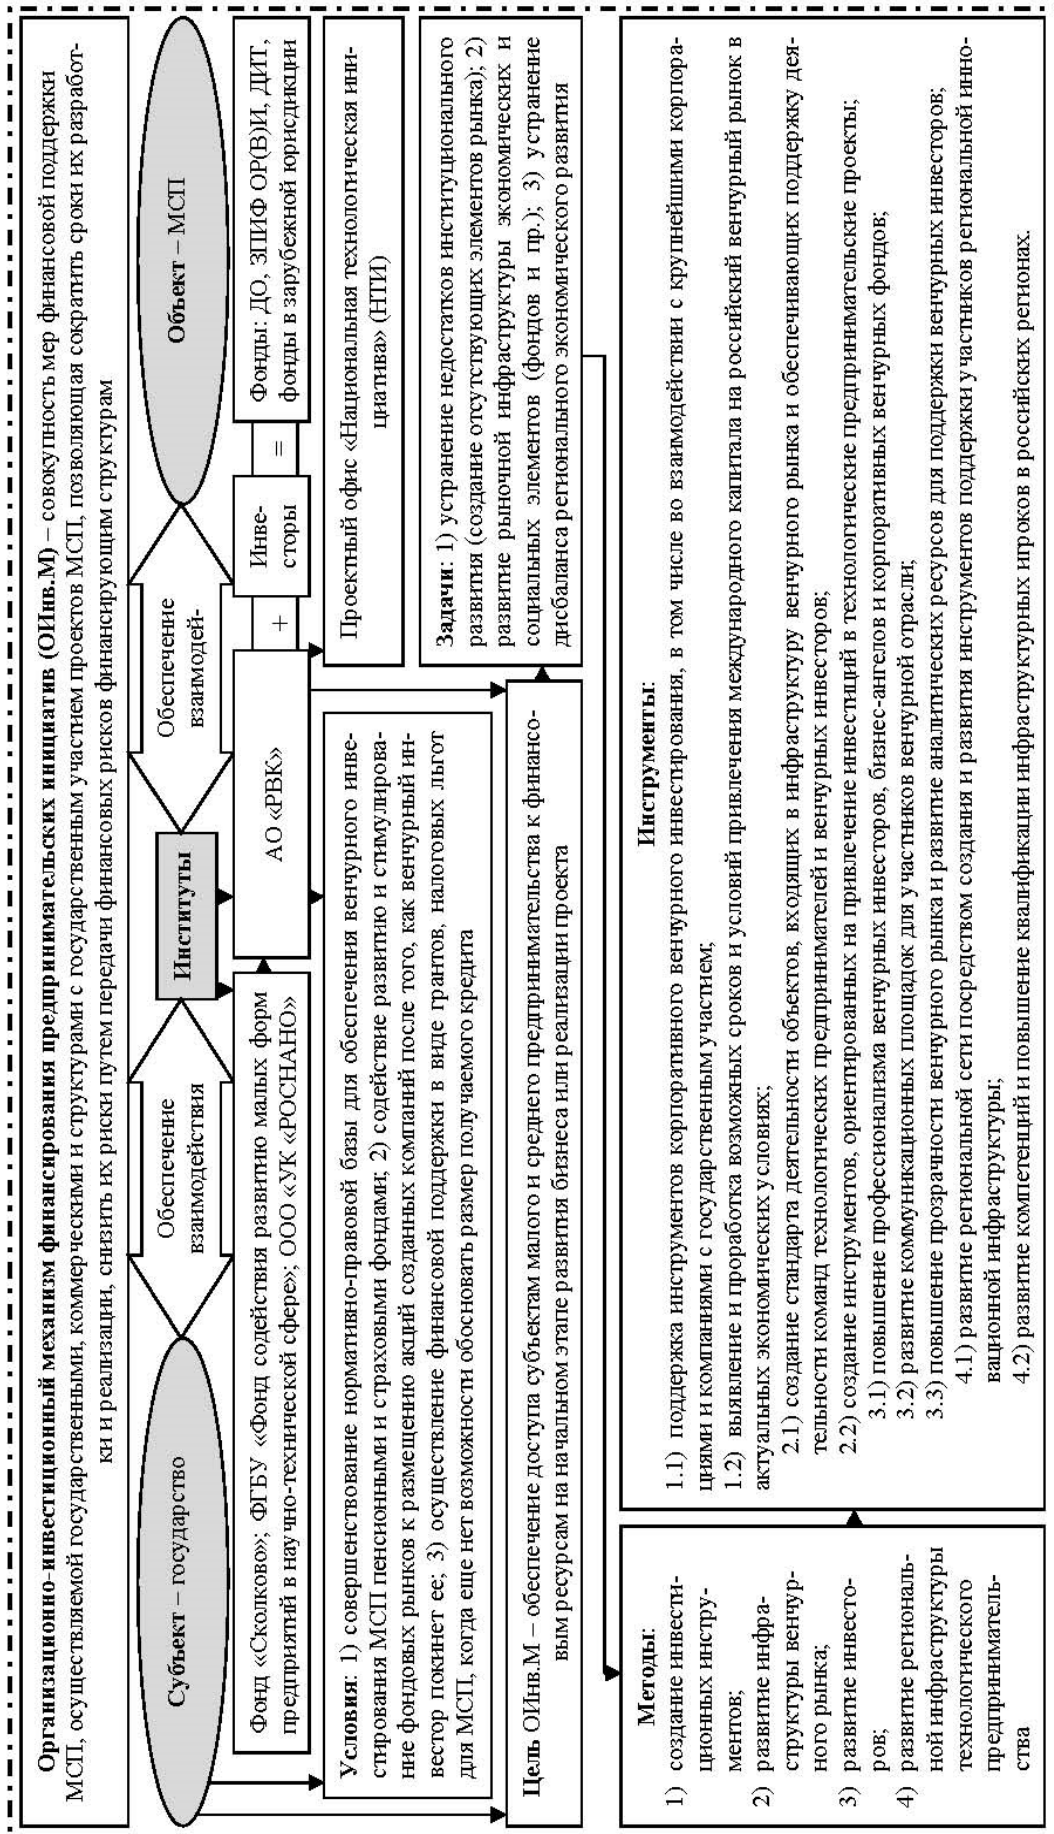 Организационно-инвестиционный механизм финансирования предпринимательских инициатив (ОИнв.М) – совокупность мер финансовой поддержки
МСП, осуществляемой государственными, коммерческими и структурами с государственным участием проектов МСП, позволяющая сократить сроки их разработ-
ки и реализации, снизить их риски путем передачи финансовых рисков финансирующим структурам
Субъект – государство
Обеспечение
взаимодействия
Институты
Обеспечение
взаимодей-
Объект – МСП
Фонд «Сколково»; ФГБУ «Фонд содействия развитию малых форм
предприятий в научно-технической сфере»; ООО «УК «РОСНАНО»
АО «РВК»
+
Инве-
сторы
=
Фонды: ДО, ЗПИФ ОР(В)И, ДИТ,
фонды в зарубежной юрисдикции
Условия: 1) совершенствование нормативно-правовой базы для обеспечения венчурного инве-
стирования МСП пенсионными и страховыми фондами; 2) содействие развитию и стимулирова-
ние фондовых рынков к размещению акций созданных компаний после того, как венчурный ин-
вестор покинет ее; 3) осуществление финансовой поддержки в виде грантов, налоговых льгот
для МСП, когда еще нет возможности обосновать размер получаемого кредита
Проектный офис «Национальная технологическая ини-
циатива» (НТИ)
Цель ОИнв.М – обеспечение доступа субъектам малого и среднего предпринимательства к финансо-
вым ресурсам на начальном этапе развития бизнеса или реализации проекта
Задачи: 1) устранение недостатков институционального
развития (создание отсутствующих элементов рынка); 2)
развитие рыночной инфраструктуры экономических и
социальных элементов (фондов и пр.); 3) устранение
дисбаланса регионального экономического развития
Методы:
1) создание инвести-
ционных инстру-
ментов;
2) развитие инфра-
структуры венчур-
ного рынка;
3) развитие инвесто-
ров;
4) развитие региональ-
ной инфраструктуры
технологического
предприниматель-
ства
Инструменты:
1.1) поддержка инструментов корпоративного венчурного инвестирования, в том числе во взаимодействии с крупнейшими корпора-
циями и компаниями с государственным участием;
1.2) выявление и проработка возможных сроков и условий привлечения международного капитала на российский венчурный рынок в
актуальных экономических условиях;
2.1) создание стандарта деятельности объектов, входящих в инфраструктуру венчурного рынка и обеспечивающих поддержку дея-
тельности команд технологических предпринимателей и венчурных инвесторов;
2.2) создание инструментов, ориентированных на привлечение инвестиций в технологические предпринимательские проекты;
3.1) повышение профессионализма венчурных инвесторов, бизнес-ангелов и корпоративных венчурных фондов;
3.2) развитие коммуникационных площадок для участников венчурной отрасли;
3.3) повышение прозрачности венчурного рынка и развитие аналитических ресурсов для поддержки венчурных инвесторов;
4.1) развитие региональной сети посредством создания и развития инструментов поддержки участников региональной инно-
вационной инфраструктуры;
4.2) развитие компетенций и повышение квалификации инфраструктурных игроков в российских регионах.